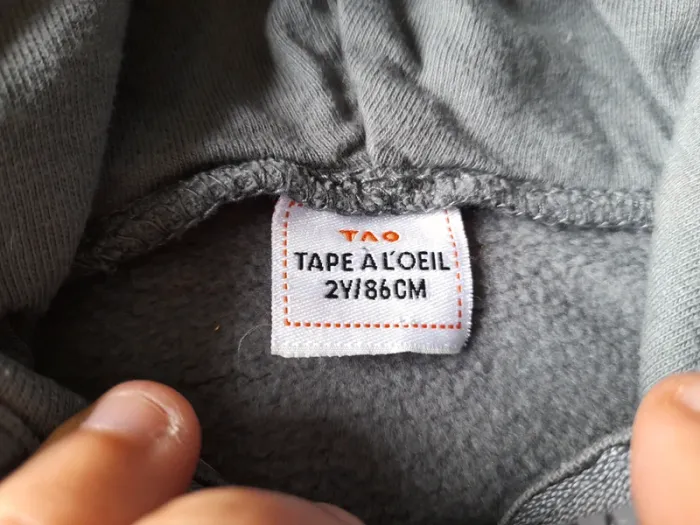 TAO
TAPE À L'OEIL
2Y/86CM